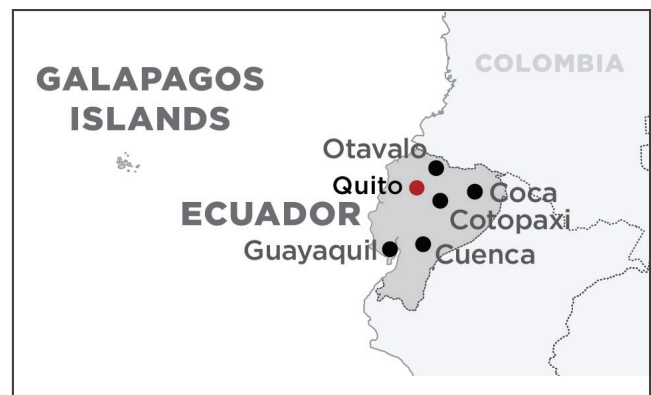 GALAPAGOS
ISLANDS
COLOMBIA
Otavalo
Quito
Coca
ECUADOR
Cotopaxi
Guayaquil
Cuenca